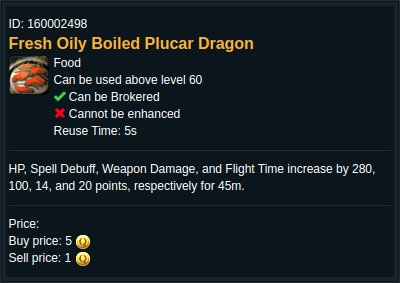 ID: 160002498
Fresh Oily Boiled Plucar Dragon
Food
Can be used above level 60
Can be Brokered
Cannot be enhanced
Reuse Time: 5s
HP, Spell Debuff, Weapon Damage, and Flight Time increase by 280,
100, 14, and 20 points, respectively for 45m.
Price:
Buy price: 5
Sell price: 1